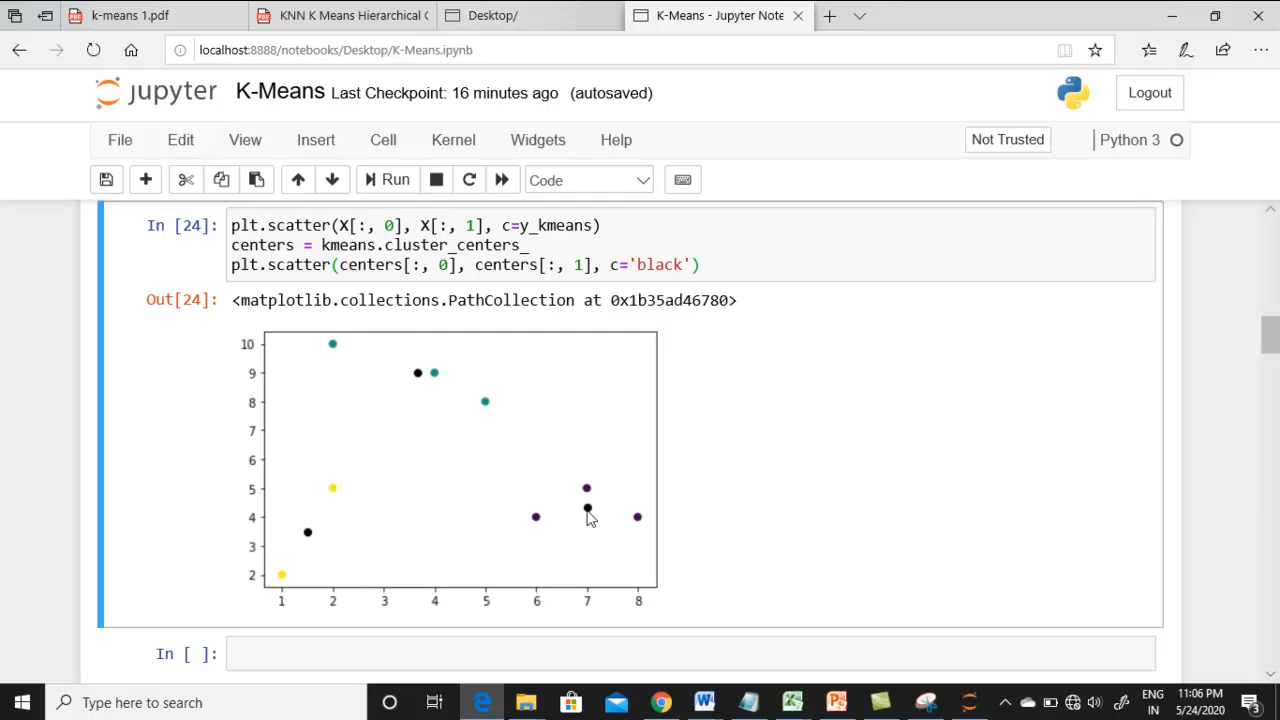 k-means 1.pdf
KNN K Means Hierarchical C
Desktop/
K-Means - Jupyter Note
localhost:8888/notebooks/Desktop/K-Means.ipynb
jupyter K-Means Last Checkpoint: 16 minutes ago (autosaved)
Logout
File Edit View Insert Cell Kernel Widgets Help
Not Trusted
Python 3
Run
Code
In [24]: plt.scatter(X[:, 0], X[:, 1], c=y_kmeans)
centers = kmeans.cluster_centers_
plt.scatter(centers[:, 0], centers[:, 1], c='black')
Out[24]: <matplotlib.collections.PathCollection at 0x1b35ad46780>
10
9
8
7
6
5
4
3
2
1 2 3 4 5 6 7 8
In [ ]:
Type here to search
ENG
IN
11:06 PM
5/24/2020
3